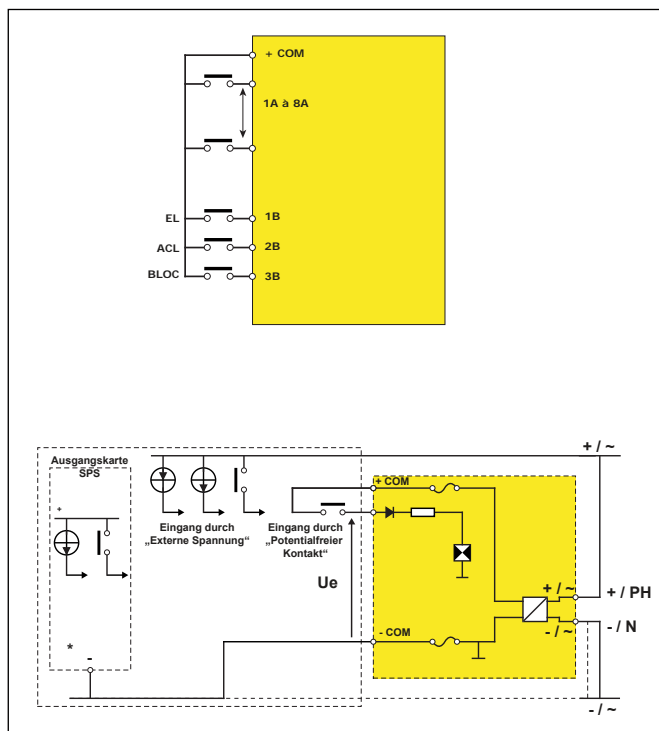 + COM
1A à 8A
EL
1B
ACL
2B
BLOC
3B
+ / ~
Ausgangskarte
SPS
+
+ COM
Eingang durch
„Externe Spannung“
Eingang durch
„Potentialfreier
Kontakt“
Ue
+ / ~
+ / PH
- / ~
- / N
- COM
*
-
- / ~